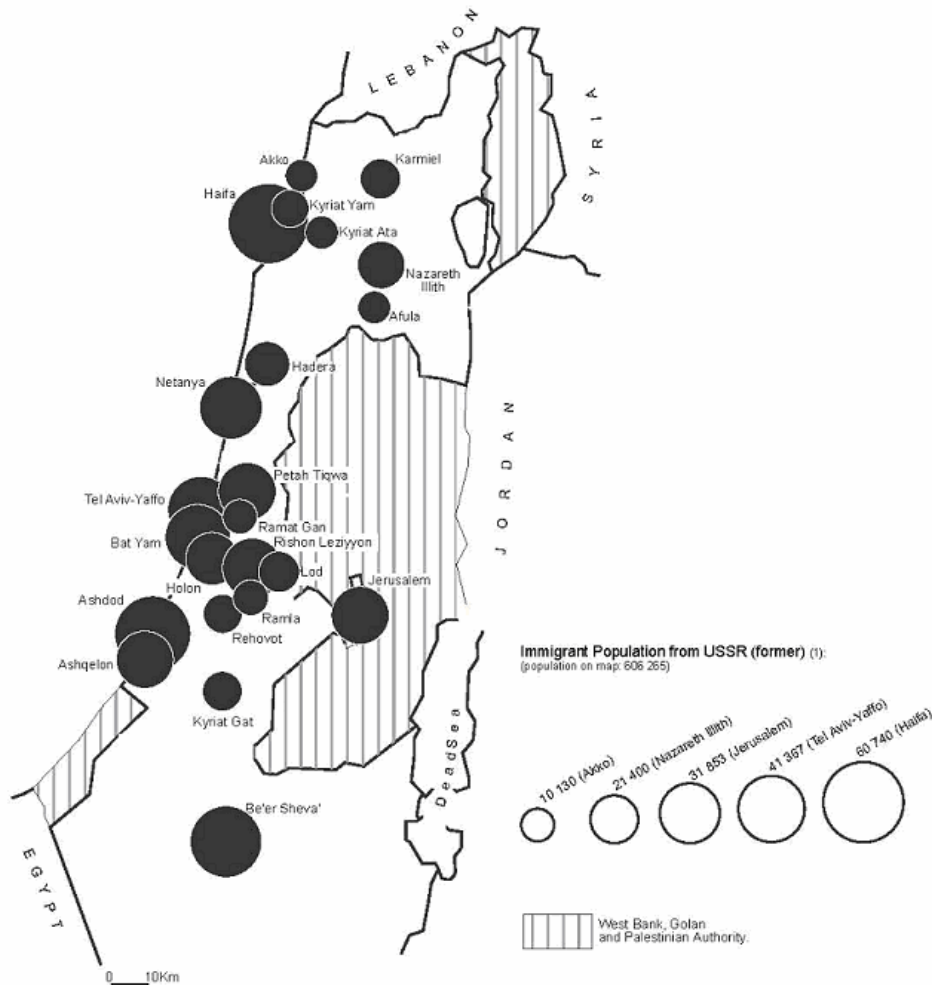 LEBANON
SYRIA
Akko
Karmiel
Haifa
Kyriat Yam
Kyriat Ata
Nazareth
Illith
Afula
Hadera
Netanya
JORDAN
Petah Tiqwa
Tel Aviv-Yaffo
Ramat Gan
Bat Yam
Rishon Leziyyon
Lod
Jerusalem
Holon
Ashdod
Ramla
Rehovot
Ashqelon
Kyriat Gat
Dead Sea
Be'er Sheva'
EGYPT
0 10Km
Immigrant Population from USSR (former) (1):
(population on map: 606 265)
10 130 (Akko)
21 400 (Nazareth Illith)
31 853 (Jerusalem)
41 367 (Tel Aviv-Yaffo)
60 740 (Haifa)
West Bank, Golan
and Palestinian Authority.